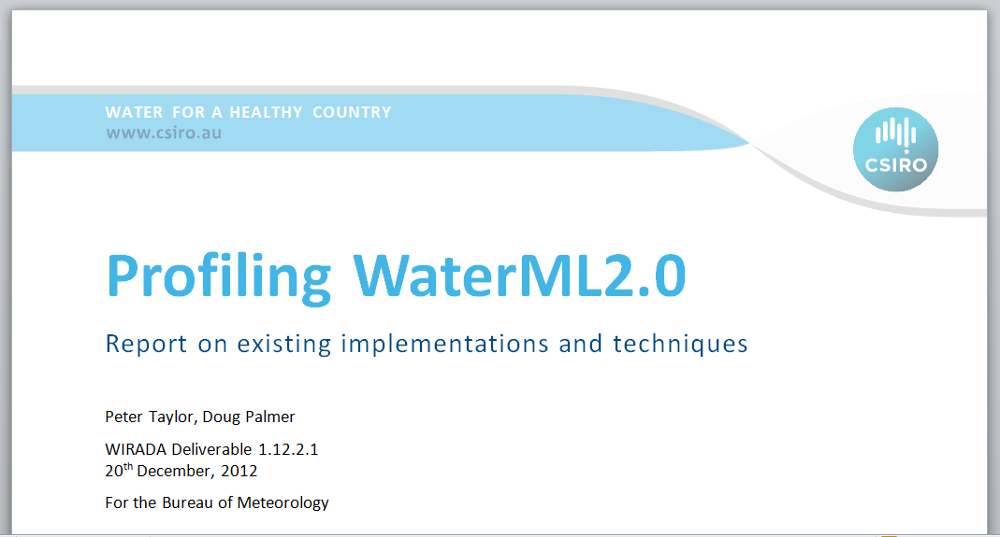 WATER FOR A HEALTHY COUNTRY
www.csiro.au
CSIRO
Profiling WaterML2.0
Report on existing implementations and techniques
Peter Taylor, Doug Palmer
WIRADA Deliverable 1.12.2.1
20th December, 2012
For the Bureau of Meteorology